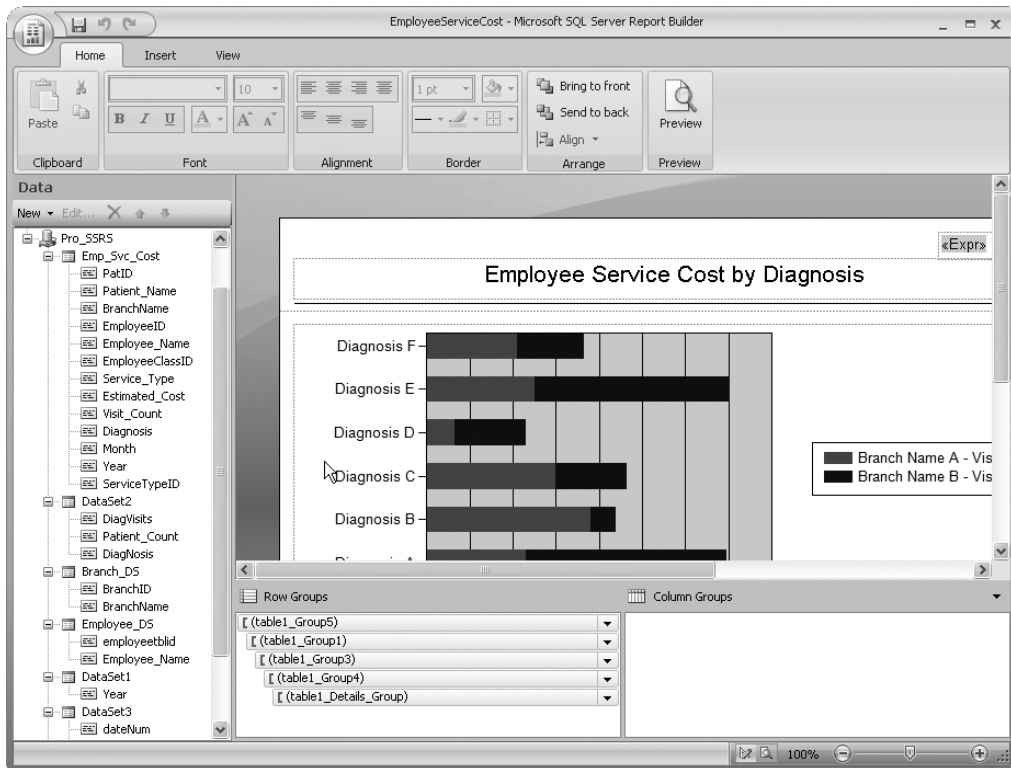 EmployeeServiceCost - Microsoft SQL Server Report Builder
Home Insert View
Paste
Clipboard
10
B I U A A A
Font
Alignment
1 pt
Border
Bring to front
Send to back
Align
Arrange
Preview
Preview
Data
New Edit...
Pro_SSRS
Emp_Svc_Cost
PatID
Patient_Name
BranchName
EmployeeID
Employee_Name
EmployeeClassID
Service_Type
Estimated_Cost
Visit_Count
Diagnosis
Month
Year
ServiceTypeID
DataSet2
DiagVisits
Patient_Count
DiagNosis
Branch_DS
BranchID
BranchName
Employee_DS
employeetblid
Employee_Name
DataSet1
Year
DataSet3
dateNum
«Expr»
Employee Service Cost by Diagnosis
Diagnosis F
Diagnosis E
Diagnosis D
Diagnosis C
Diagnosis B
Branch Name A - Vis
Branch Name B - Vis
Row Groups
Column Groups
[ (table1_Group5)
[ (table1_Group1)
[ (table1_Group3)
[ (table1_Group4)
[ (table1_Details_Group)
100%